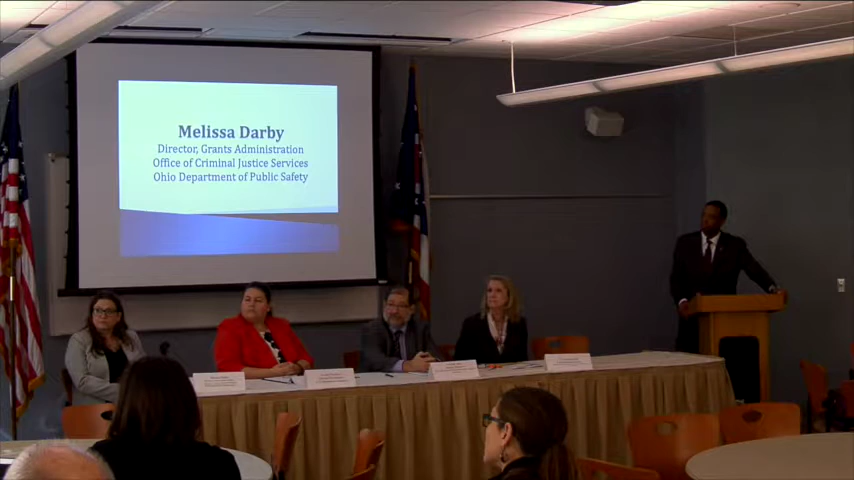 Melissa Darby
Director, Grants Administration
Office of Criminal Justice Services
Ohio Department of Public Safety